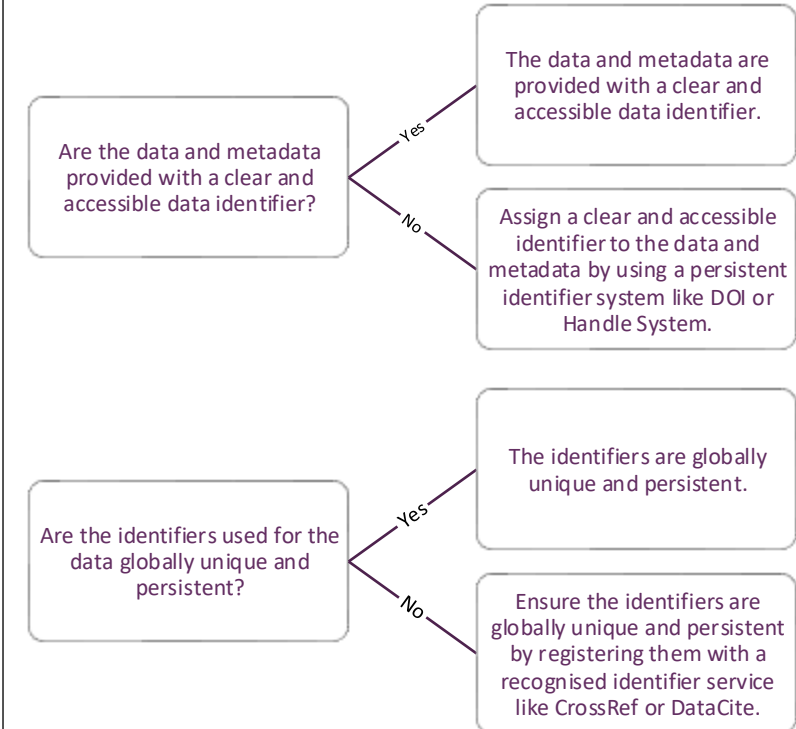 Are the data and metadata
provided with a clear and
accessible data identifier?
Yes
The data and metadata are
provided with a clear and
accessible data identifier.
No
Assign a clear and accessible
identifier to the data and
metadata by using a persistent
identifier system like DOI or
Handle System.
Are the identifiers used for the
data globally unique and
persistent?
Yes
The identifiers are globally
unique and persistent.
No
Ensure the identifiers are
globally unique and persistent
by registering them with a
recognised identifier service
like CrossRef or DataCite.